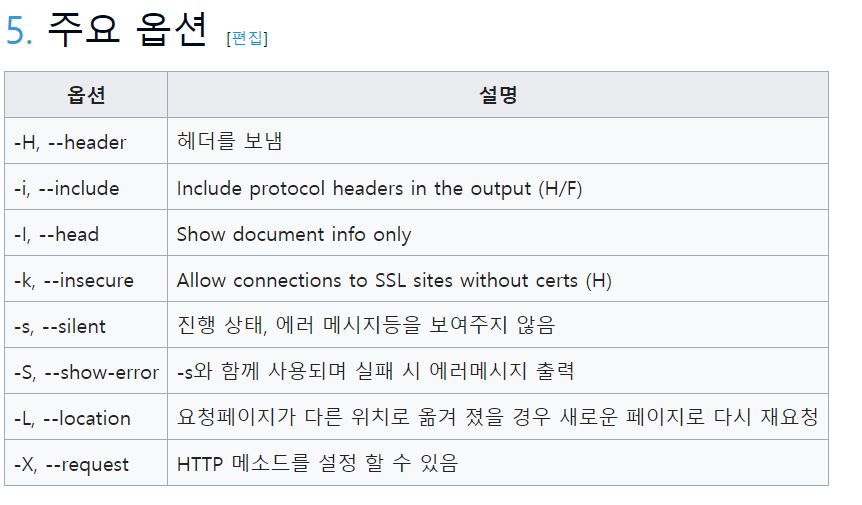 5. 주요 옵션 [편집]
옵션 설명
-H, --header 헤더를 보냄
-i, --include Include protocol headers in the output (H/F)
-I, --head Show document info only
-k, --insecure Allow connections to SSL sites without certs (H)
-s, --silent 진행 상태, 에러 메시지등을 보여주지 않음
-S, --show-error -s와 함께 사용되며 실패 시 에러메시지 출력
-L, --location 요청페이지가 다른 위치로 옮겨 졌을 경우 새로운 페이지로 다시 재요청
-X, --request HTTP 메소드를 설정 할 수 있음